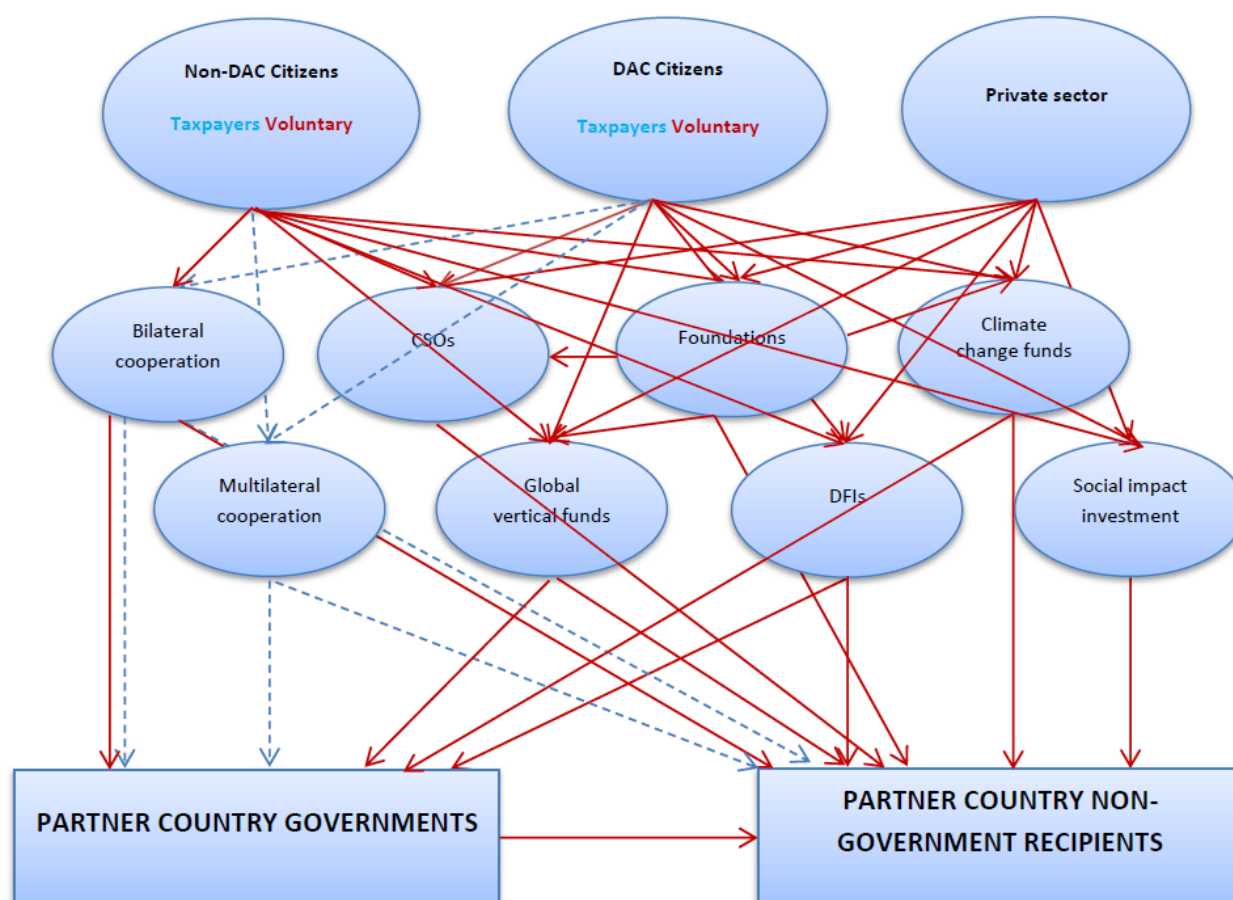 Non-DAC Citizens
Taxpayers Voluntary
DAC Citizens
Taxpayers Voluntary
Private sector
Bilateral
cooperation
CSOs
Foundations
Climate
change funds
Multilateral
cooperation
Global
vertical funds
DFIs
Social impact
investment
PARTNER COUNTRY GOVERNMENTS
PARTNER COUNTRY NON-
GOVERNMENT RECIPIENTS